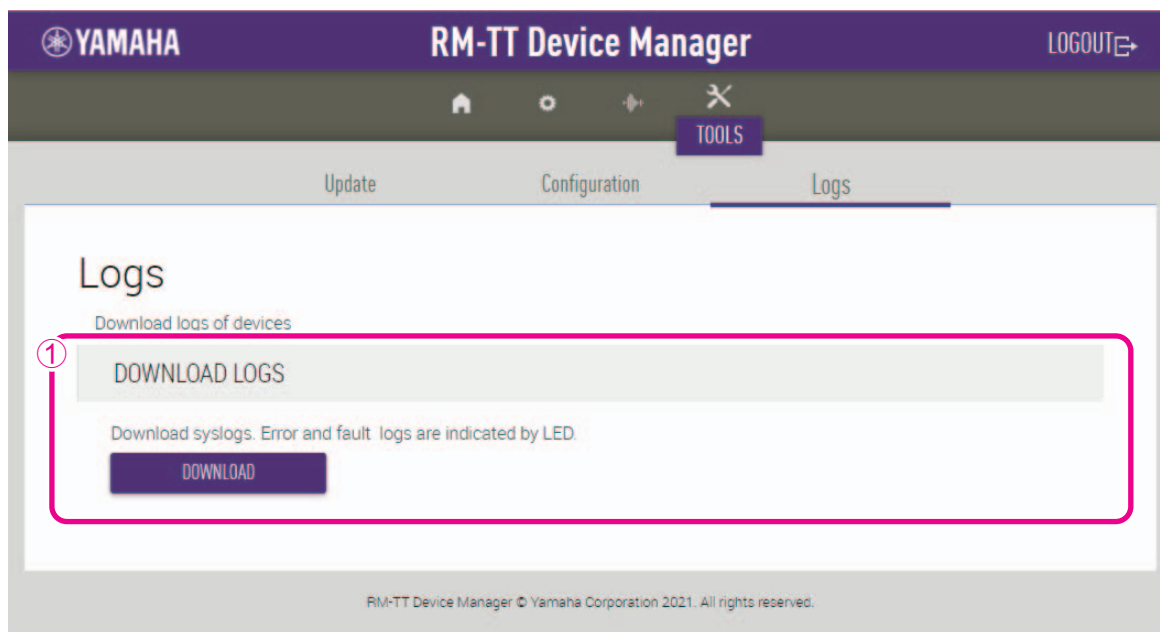 YAMAHA RM-TT Device Manager LOGOUT
TOOLS
Update Configuration Logs
Logs
Download logs of devices
①
DOWNLOAD LOGS
Download syslogs. Error and fault logs are indicated by LED.
DOWNLOAD
RM-TT Device Manager © Yamaha Corporation 2021. All rights reserved.